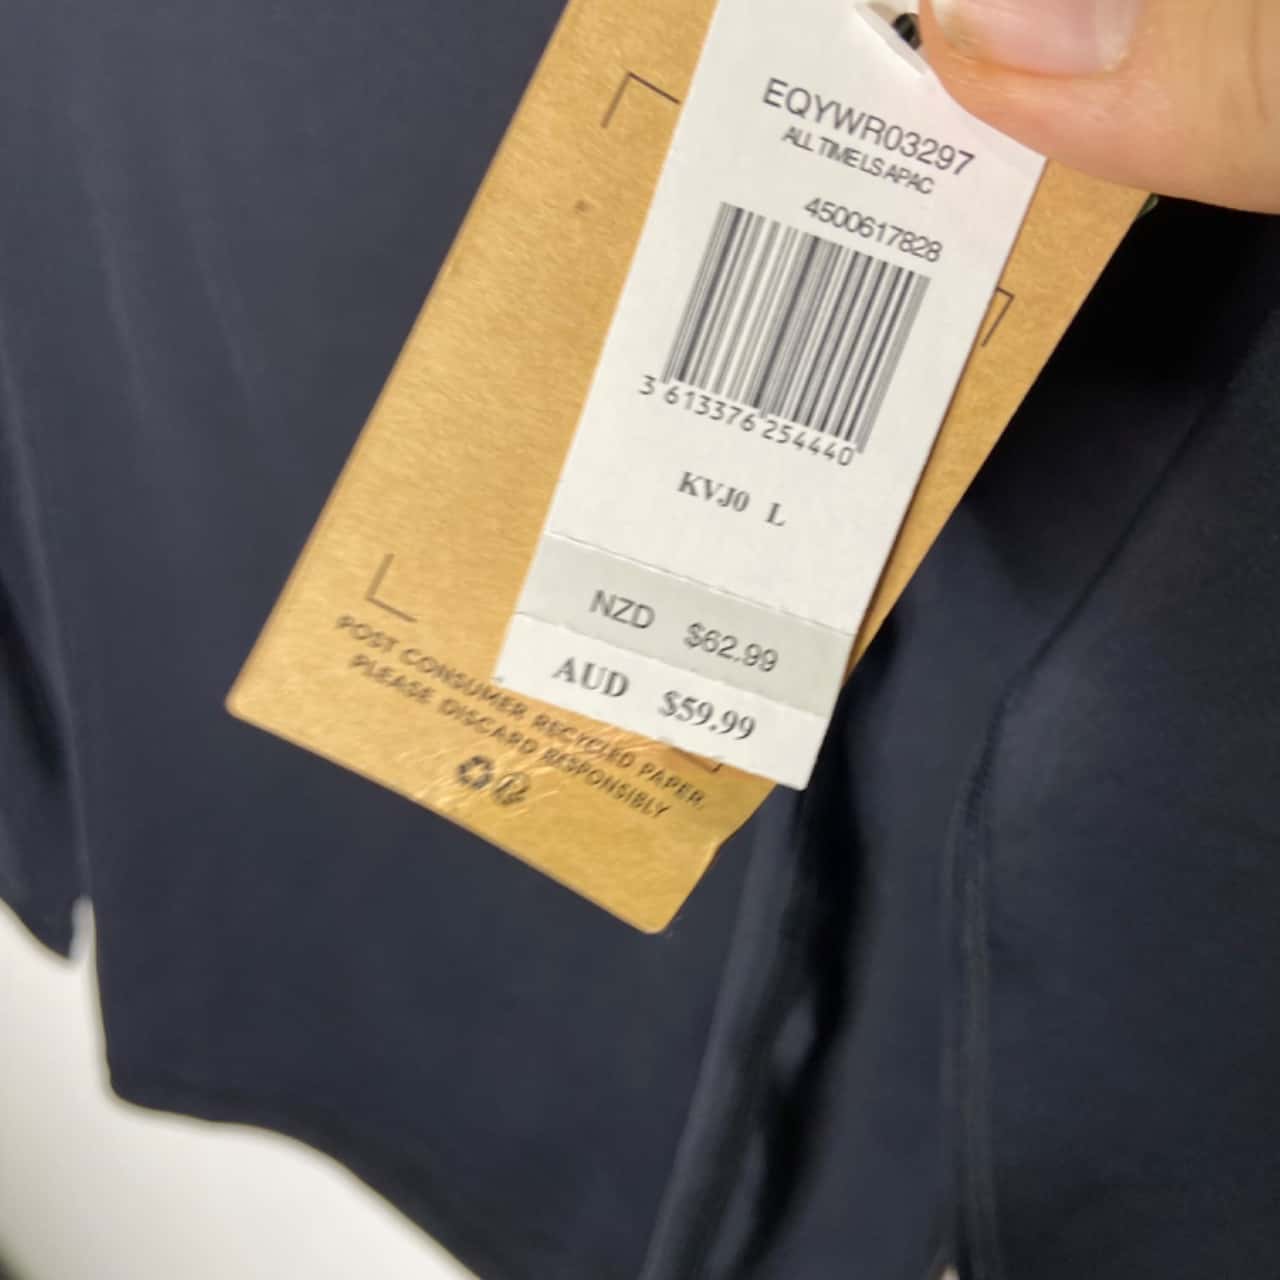 EQYWR03297
ALL TIME LS APAC
4500617828
3 613376 254440
KVJ0 L
NZD $62.99
AUD $59.99
POST CONSUMER RECYCLED PAPER.
PLEASE DISCARD RESPONSIBLY